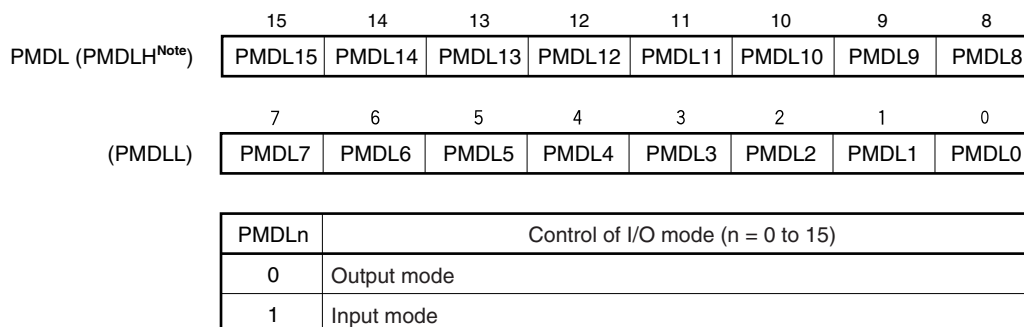 15 14 13 12 11 10 9 8
PMDL (PMDLH^Note) PMDL15 PMDL14 PMDL13 PMDL12 PMDL11 PMDL10 PMDL9 PMDL8
7 6 5 4 3 2 1 0
(PMDLL) PMDL7 PMDL6 PMDL5 PMDL4 PMDL3 PMDL2 PMDL1 PMDL0
PMDLn Control of I/O mode (n = 0 to 15)
0 Output mode
1 Input mode